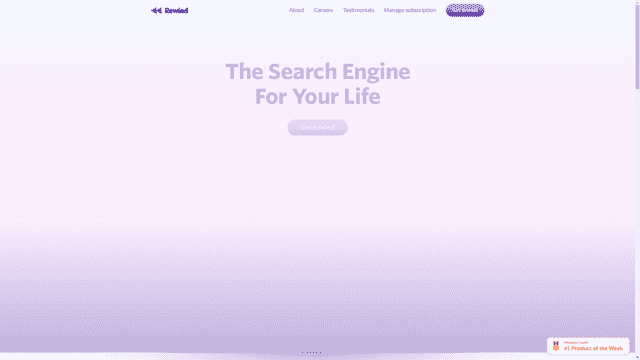 Rewind
About
Careers
Testimonials
Manage subscription
The Search Engine
For Your Life
Get Rewind
#1 Product of the Week